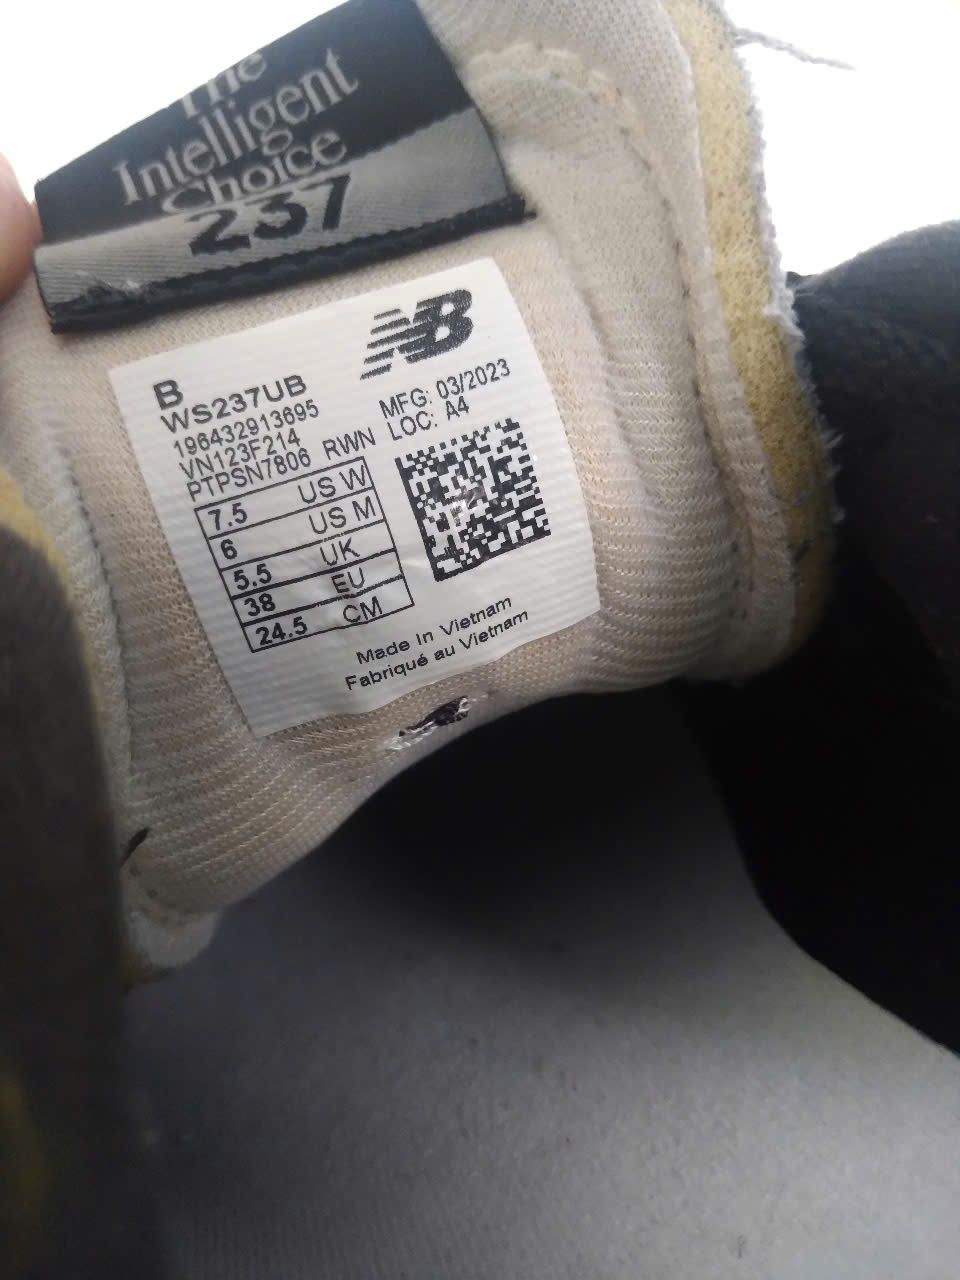 The
Intelligent
Choice
237
NB
B
WS237UB
196432913695
VN123F214
PTPSN7806 RWN
MFG: 03/2023
LOC: A4
7.5 US W
6 US M
5.5 UK
38 EU
24.5 CM
Made In Vietnam
Fabriqué au Vietnam